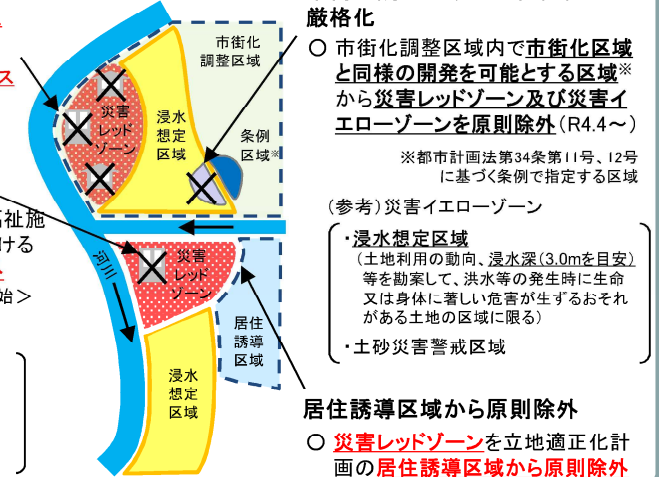 ス
福祉施
ける
始＞
市街化
調整区域
災害
レッド
ゾーン
浸水
想定
区域
条例
区域※
河川
災害
レッド
ゾーン
居住
誘導
区域
浸水
想定
区域
厳格化
○ 市街化調整区域内で市街化区域
と同様の開発を可能とする区域※
から災害レッドゾーン及び災害イ
エローゾーンを原則除外（R4.4～）
※都市計画法第34条第11号、12号
に基づく条例で指定する区域
（参考）災害イエローゾーン
・浸水想定区域
（土地利用の動向、浸水深（3.0mを目安）
等を勘案して、洪水等の発生時に生命
又は身体に著しい危害が生ずるおそれ
がある土地の区域に限る）
・土砂災害警戒区域
居住誘導区域から原則除外
○ 災害レッドゾーンを立地適正化計
画の居住誘導区域から原則除外